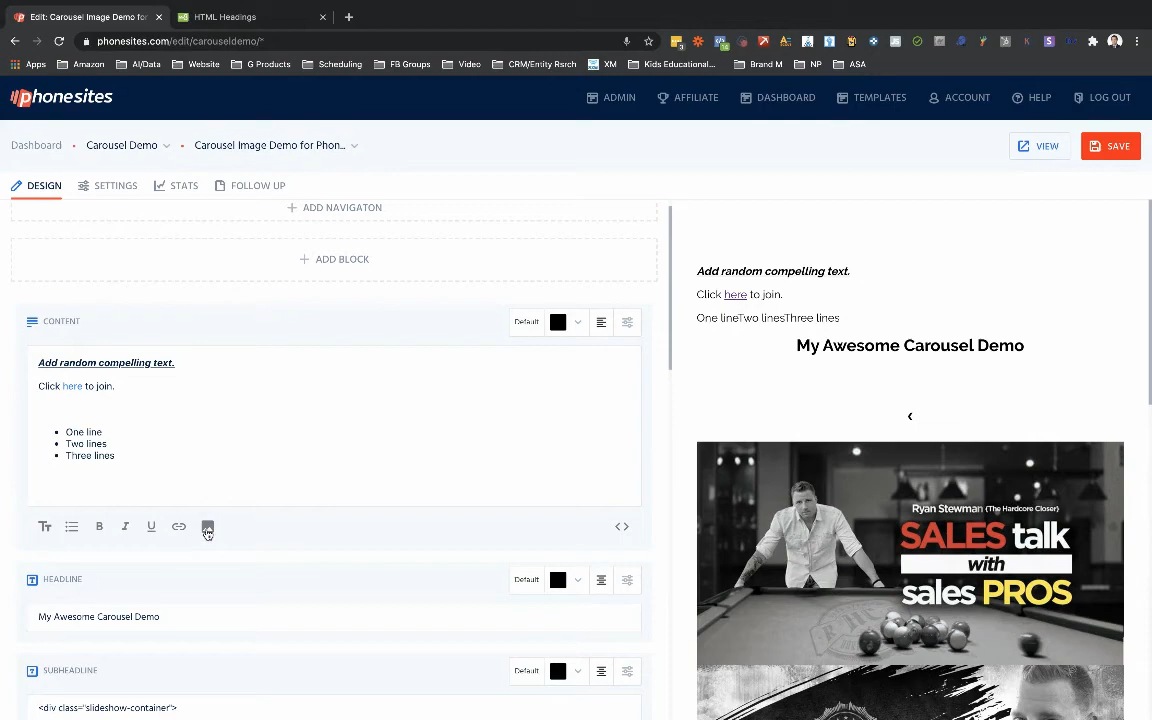 Edit: Carousel Image Demo for
HTML Headings
phonesites.com/edit/carouseldemo/*
Apps
Amazon
AI/Data
Website
G Products
Scheduling
FB Groups
Video
CRM/Entity Rsrch
XM
Kids Educational...
Brand M
NP
ASA
phonesites
ADMIN
AFFILIATE
DASHBOARD
TEMPLATES
ACCOUNT
HELP
LOG OUT
Dashboard
Carousel Demo
Carousel Image Demo for Phon...
VIEW
SAVE
DESIGN
SETTINGS
STATS
FOLLOW UP
ADD NAVIGATON
ADD BLOCK
CONTENT
Default
Add random compelling text.
Click here to join.
One line
Two lines
Three lines
HEADLINE
Default
My Awesome Carousel Demo
SUBHEADLINE
Default
<div class="slideshow-container">
Add random compelling text.
Click here to join.
One lineTwo linesThree lines
My Awesome Carousel Demo
Ryan Stewman (The Hardcore Closer)
SALES talk
with
sales PROS